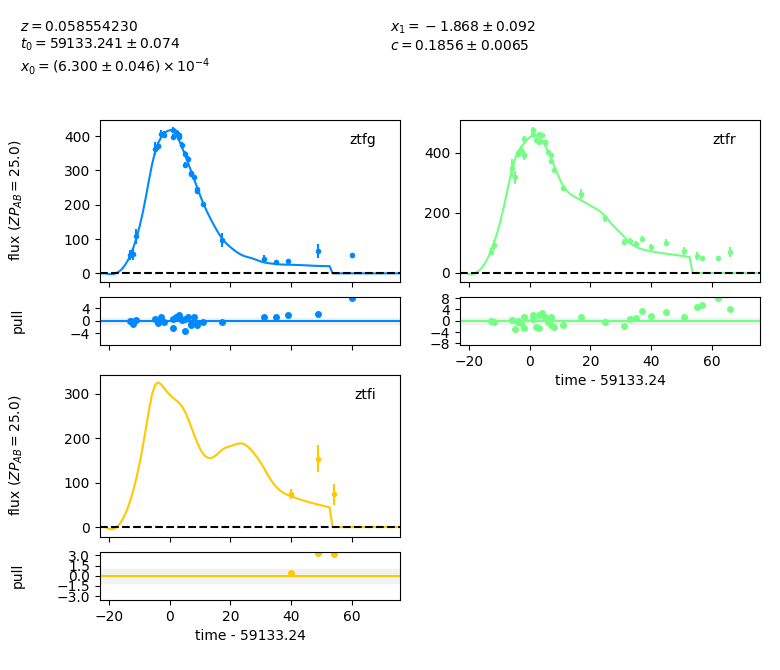 z = 0.058554230
t₀ = 59133.241 ± 0.074
x₀ = (6.300 ± 0.046) × 10⁻⁴
x₁ = −1.868 ± 0.092
c = 0.1856 ± 0.0065
flux (ZP_AB = 25.0)
400
300
200
100
0
ztfg
400
200
0
ztfr
pull
4
0
−4
8
4
0
−4
−8
−20
0
20
40
60
time - 59133.24
flux (ZP_AB = 25.0)
300
200
100
0
ztfi
pull
3.0
1.5
0.0
−1.5
−3.0
−20
0
20
40
60
time - 59133.24